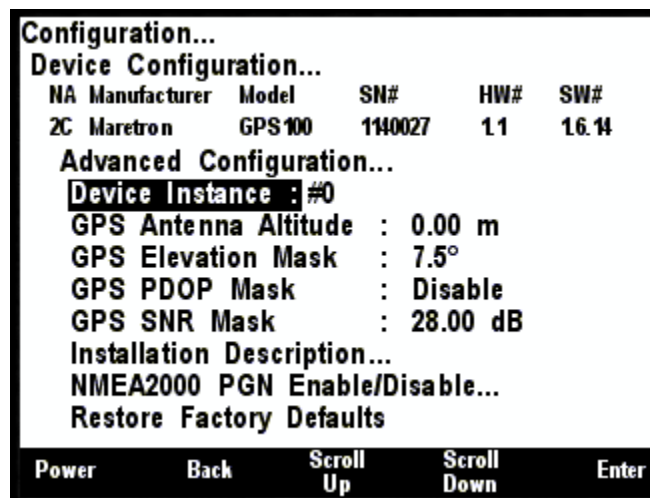 Configuration...
Device Configuration...
NA Manufacturer Model SN# HW# SW#
2C Maretron GPS100 1140027 1.1 1.6.14
Advanced Configuration...
Device Instance : #0
GPS Antenna Altitude : 0.00 m
GPS Elevation Mask : 7.5°
GPS PDOP Mask : Disable
GPS SNR Mask : 28.00 dB
Installation Description...
NMEA2000 PGN Enable/Disable...
Restore Factory Defaults
Power Back Scroll Up Scroll Down Enter